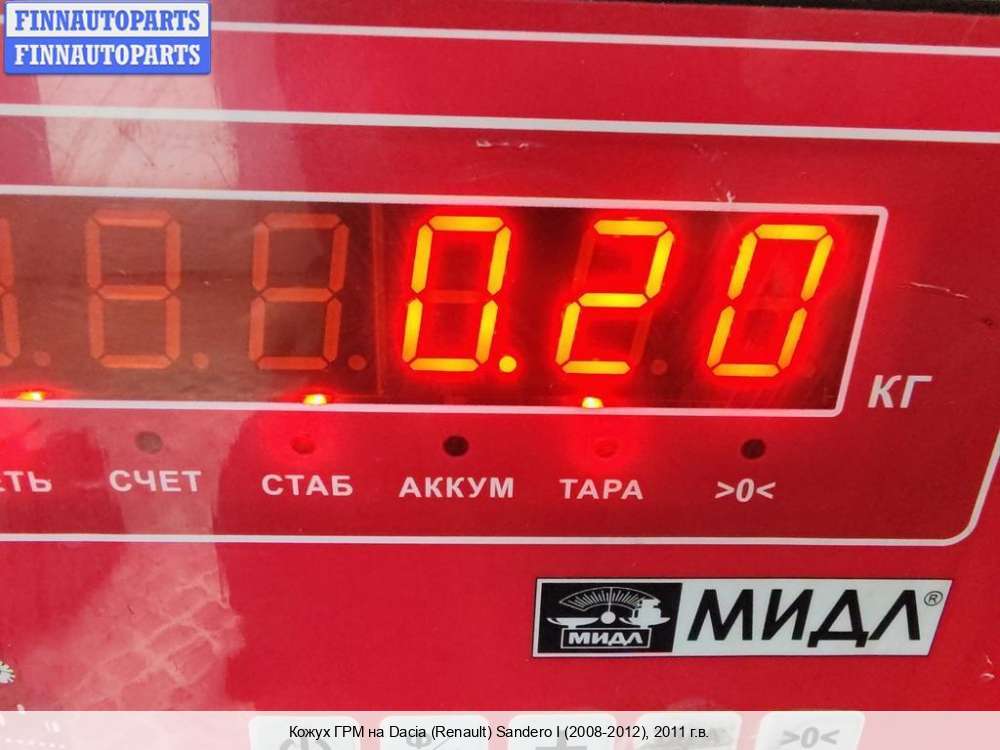 FINNAUTOPARTS
FINNAUTOPARTS
0.20
КГ
СЧЕТ СТАБ АККУМ ТАРА >0<
МИДЛ МИДЛ®
>0<
Кожух ГРМ на Dacia (Renault) Sandero I (2008-2012), 2011 г.в.